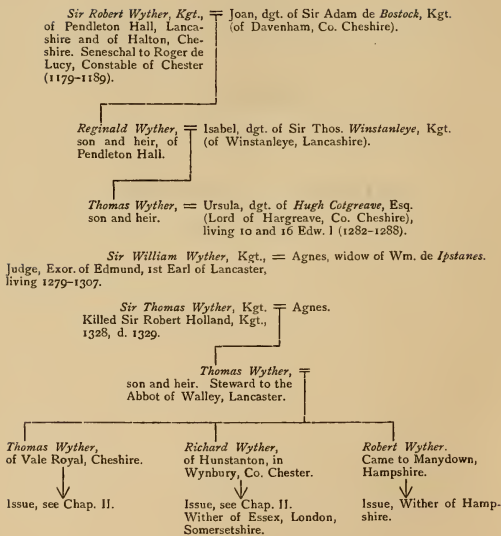 Sir Robert Wyther, Kgt., = Joan, dgt. of Sir Adam de Bostock, Kgt.
of Pendleton Hall, Lanca- (of Davenham, Co. Cheshire).
shire and of Halton, Che-
shire. Seneschal to Roger de
Lucy, Constable of Chester
(1179-1189).
Reginald Wyther, = Isabel, dgt. of Sir Thos. Winstanleye, Kgt.
son and heir, of (of Winstanleye, Lancashire).
Pendleton Hall.
Thomas Wyther, = Ursula, dgt. of Hugh Cotgreave, Esq.
son and heir. (Lord of Hargreave, Co. Cheshire),
living 10 and 16 Edw. I (1282-1288).
Sir William Wyther, Kgt., = Agnes, widow of Wm. de Ipstanes.
Judge, Exor. of Edmund, 1st Earl of Lancaster,
living 1279-1307.
Sir Thomas Wyther, Kgt. = Agnes.
Killed Sir Robert Holland, Kgt.,
1328, d. 1329.
Thomas Wyther, =
son and heir. Steward to the
Abbot of Walley, Lancaster.
Thomas Wyther, Richard Wyther, Robert Wyther.
of Vale Royal, Cheshire. of Hunstanton, in Came to Manydown,
Wynbury, Co. Chester. Hampshire.
Issue, see Chap. II. Issue, see Chap. II. Issue, Wither of Hamp-
Wither of Essex, London, shire.
Somersetshire.